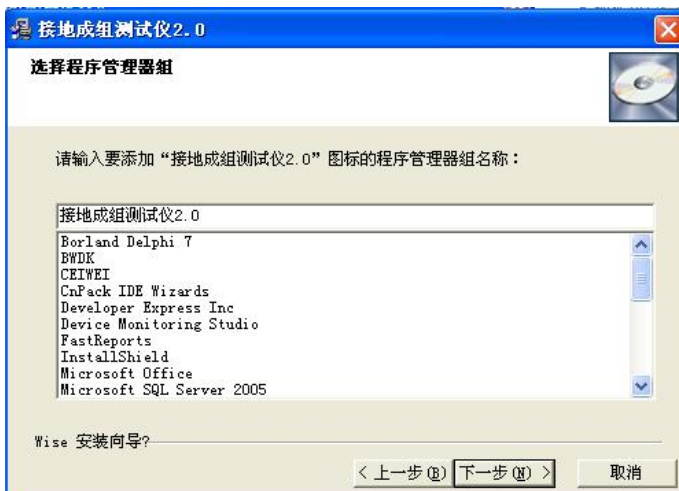 接地成组测试仪2.0
选择程序管理器组
请输入要添加“接地成组测试仪2.0”图标的程序管理器组名称：
接地成组测试仪2.0
Borland Delphi 7
BWDK
CEIWEI
CnPack IDE Wizards
Developer Express Inc
Device Monitoring Studio
FastReports
InstallShield
Microsoft Office
Microsoft SQL Server 2005
Wise 安装向导?
< 上一步(B) 下一步(N) > 取消